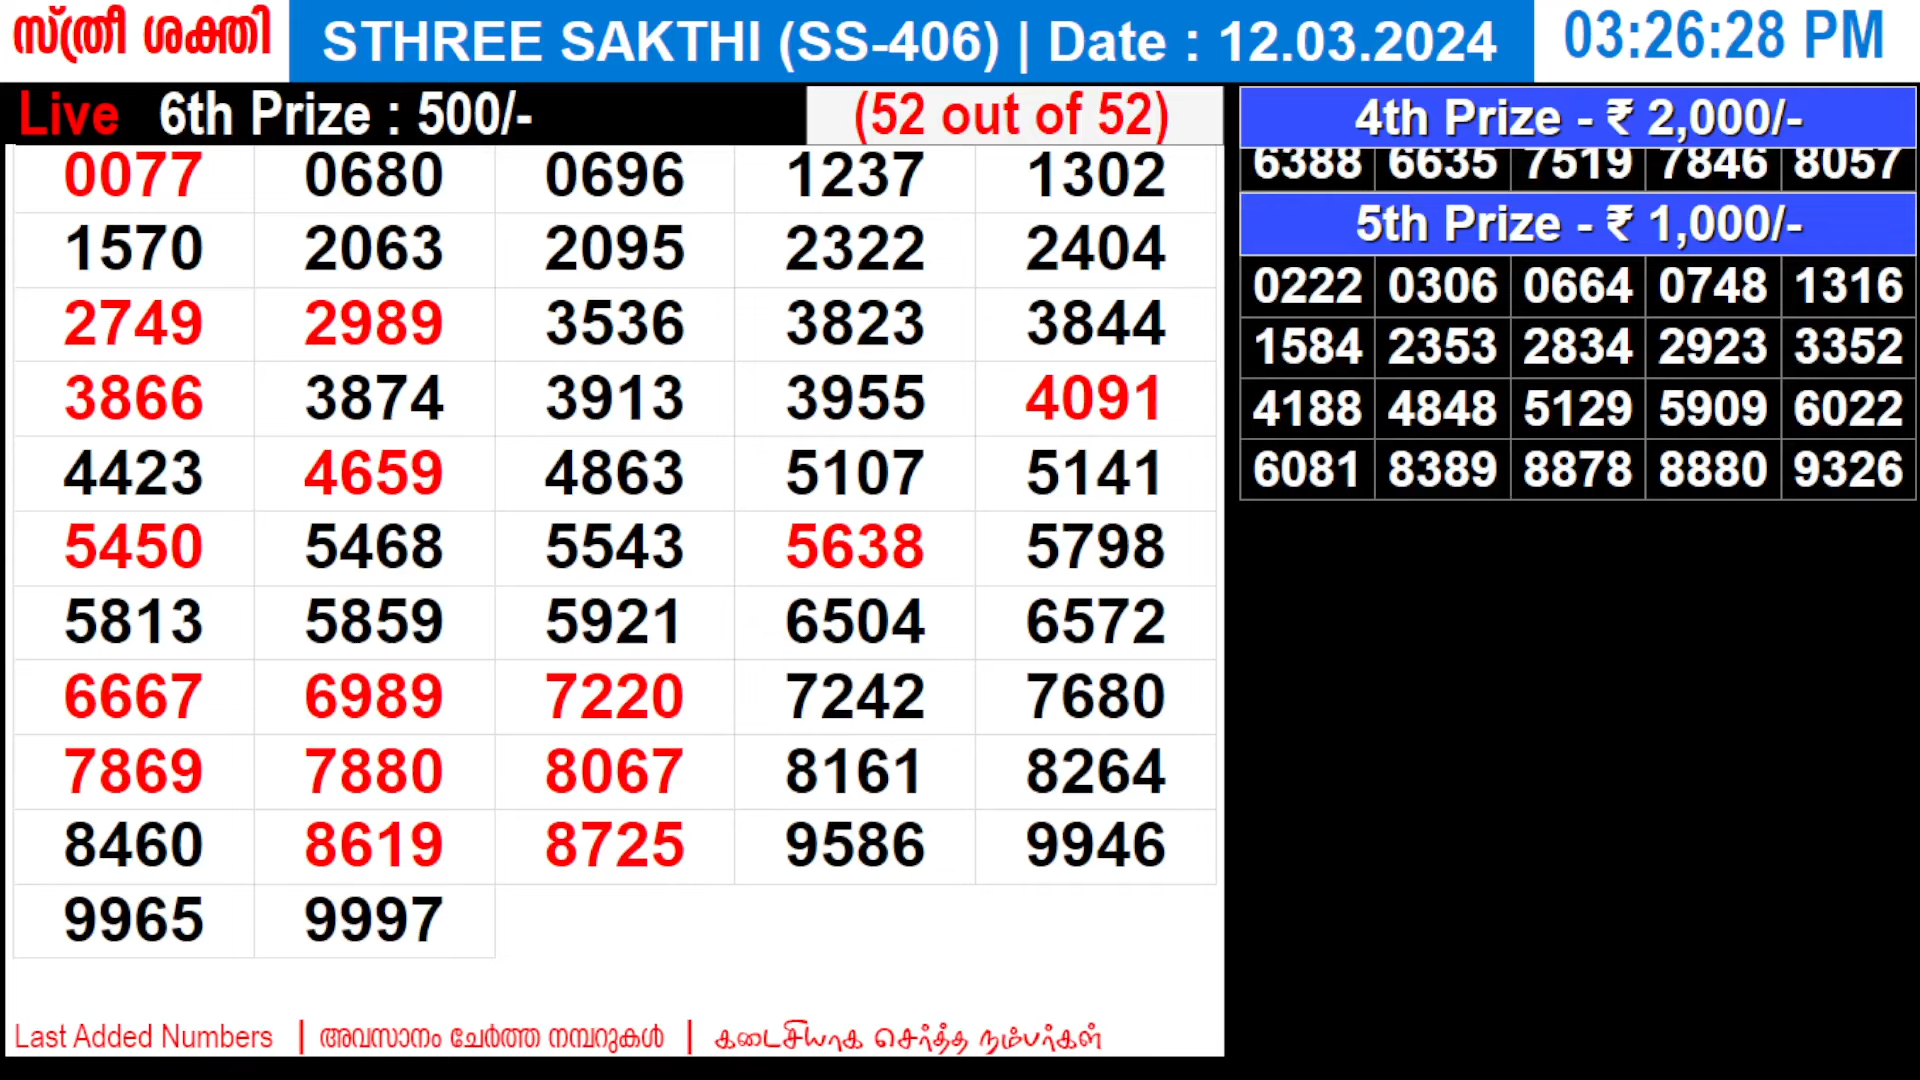 സ്ത്രീ ശക്തി STHREE SAKTHI (SS-406) | Date : 12.03.2024 03:26:28 PM
Live 6th Prize : 500/- (52 out of 52)
0077 0680 0696 1237 1302
1570 2063 2095 2322 2404
2749 2989 3536 3823 3844
3866 3874 3913 3955 4091
4423 4659 4863 5107 5141
5450 5468 5543 5638 5798
5813 5859 5921 6504 6572
6667 6989 7220 7242 7680
7869 7880 8067 8161 8264
8460 8619 8725 9586 9946
9965 9997
Last Added Numbers | അവസാനം ചേർത്ത നമ്പറുകൾ | கடைசியாக சேர்த்த நம்பர்கள்
4th Prize - ₹ 2,000/-
6388 6635 7519 7846 8057
5th Prize - ₹ 1,000/-
0222 0306 0664 0748 1316
1584 2353 2834 2923 3352
4188 4848 5129 5909 6022
6081 8389 8878 8880 9326